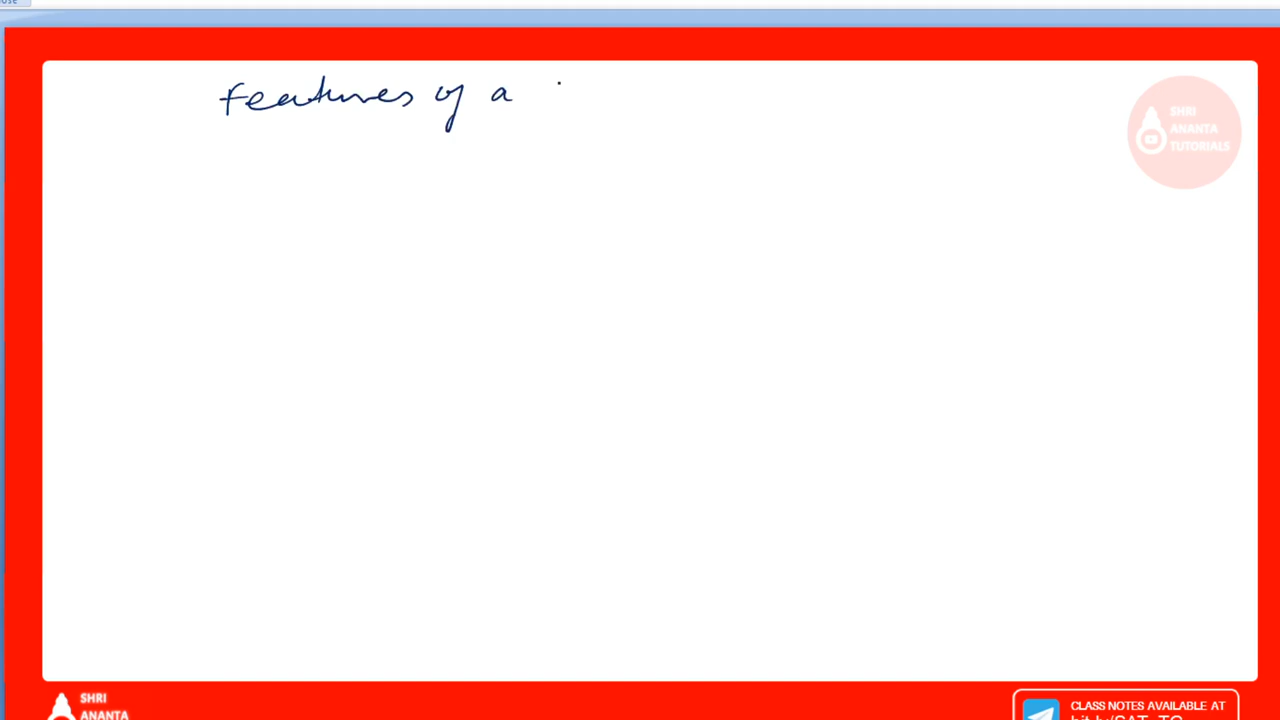 features of a
SHRI
ANANTA
TUTORIALS
SHRI
ANANTA
CLASS NOTES AVAILABLE AT